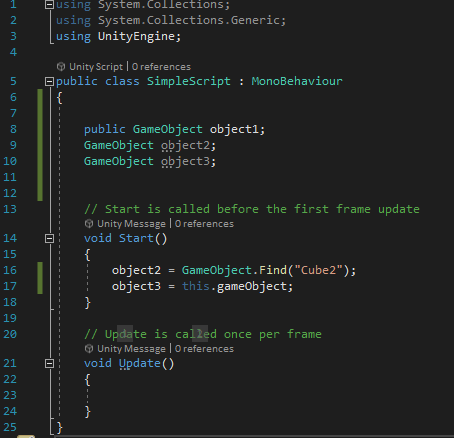 1 using System.Collections;
2 using System.Collections.Generic;
3 using UnityEngine;
4
Unity Script | 0 references
5 public class SimpleScript : MonoBehaviour
6 {
7
8 public GameObject object1;
9 GameObject object2;
10 GameObject object3;
11
12
13 // Start is called before the first frame update
Unity Message | 0 references
14 void Start()
15 {
16 object2 = GameObject.Find("Cube2");
17 object3 = this.gameObject;
18 }
19
20 // Update is called once per frame
Unity Message | 0 references
21 void Update()
22 {
23
24 }
25 }